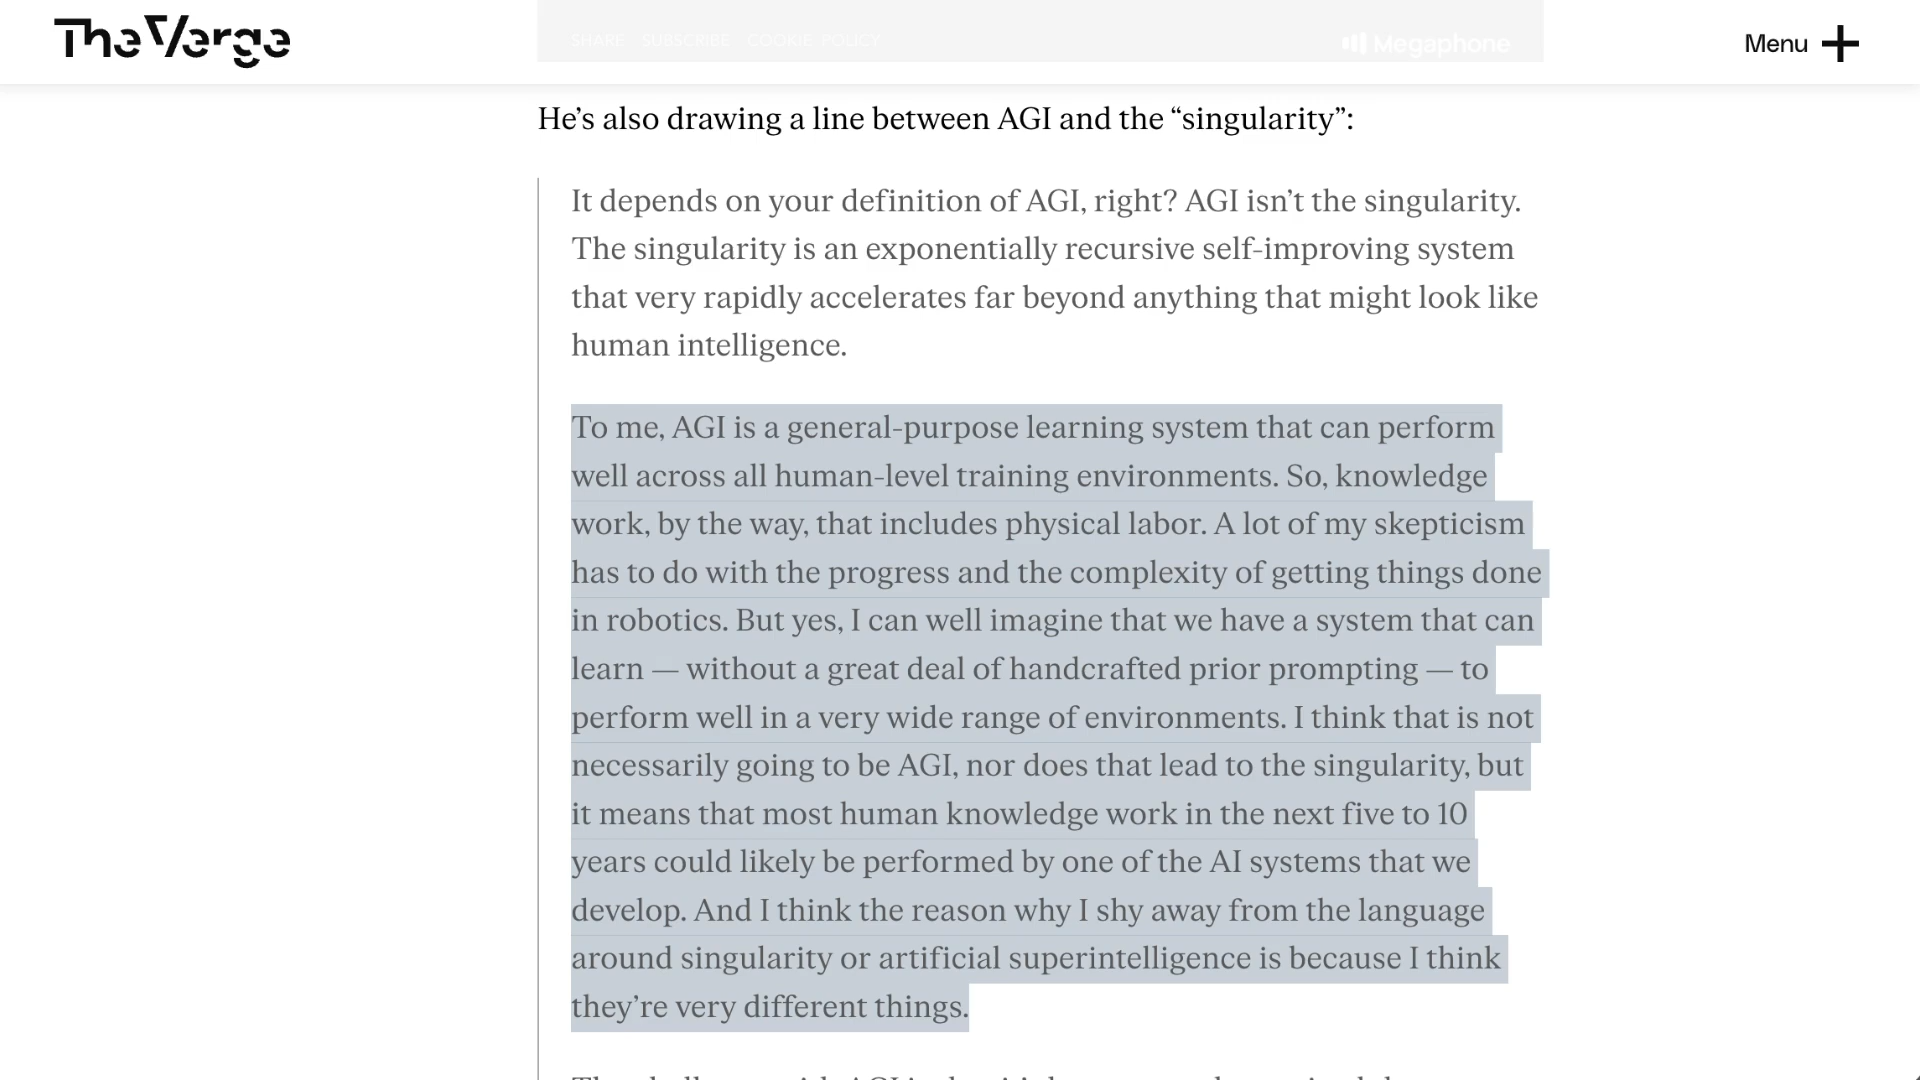 The Verge
SHARE SUBSCRIBE COOKIE POLICY
Megaphone
Menu
He’s also drawing a line between AGI and the “singularity”:
It depends on your definition of AGI, right? AGI isn’t the singularity.
The singularity is an exponentially recursive self-improving system
that very rapidly accelerates far beyond anything that might look like
human intelligence.
To me, AGI is a general-purpose learning system that can perform
well across all human-level training environments. So, knowledge
work, by the way, that includes physical labor. A lot of my skepticism
has to do with the progress and the complexity of getting things done
in robotics. But yes, I can well imagine that we have a system that can
learn — without a great deal of handcrafted prior prompting — to
perform well in a very wide range of environments. I think that is not
necessarily going to be AGI, nor does that lead to the singularity, but
it means that most human knowledge work in the next five to 10
years could likely be performed by one of the AI systems that we
develop. And I think the reason why I shy away from the language
around singularity or artificial superintelligence is because I think
they’re very different things.